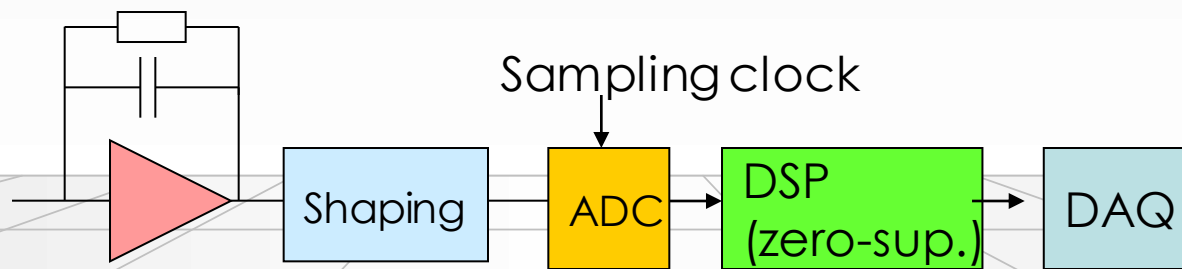 Sampling clock
Shaping
ADC
DSP
(zero-sup.)
DAQ